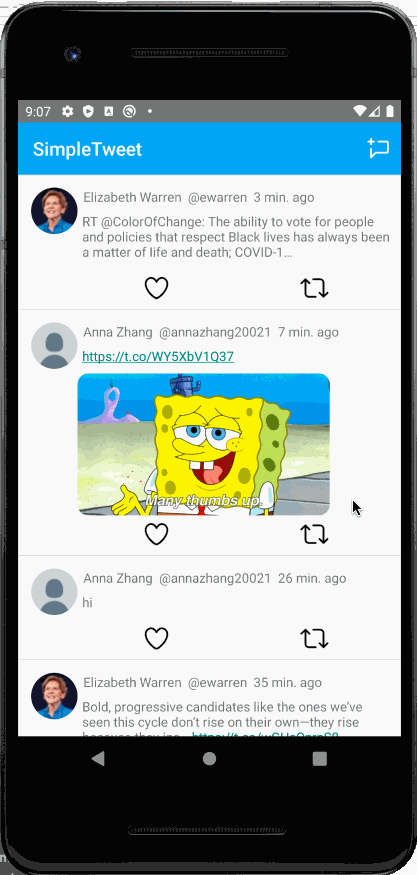 9:07
SimpleTweet
Elizabeth Warren @ewarren 3 min. ago
RT @ColorOfChange: The ability to vote for people
and policies that respect Black lives has always been
a matter of life and death; COVID-1…
Anna Zhang @annazhang20021 7 min. ago
https://t.co/WY5XbV1Q37
Many thumbs up.
Anna Zhang @annazhang20021 26 min. ago
hi
Elizabeth Warren @ewarren 35 min. ago
Bold, progressive candidates like the ones we've
seen this cycle don't rise on their own—they rise
because they